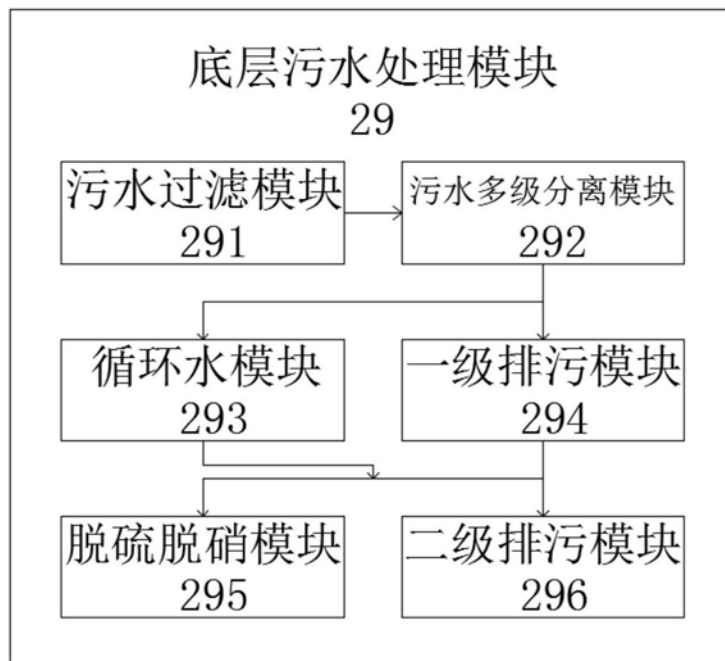 底层污水处理模块
29
污水过滤模块
291
污水多级分离模块
292
循环水模块
293
一级排污模块
294
脱硫脱硝模块
295
二级排污模块
296